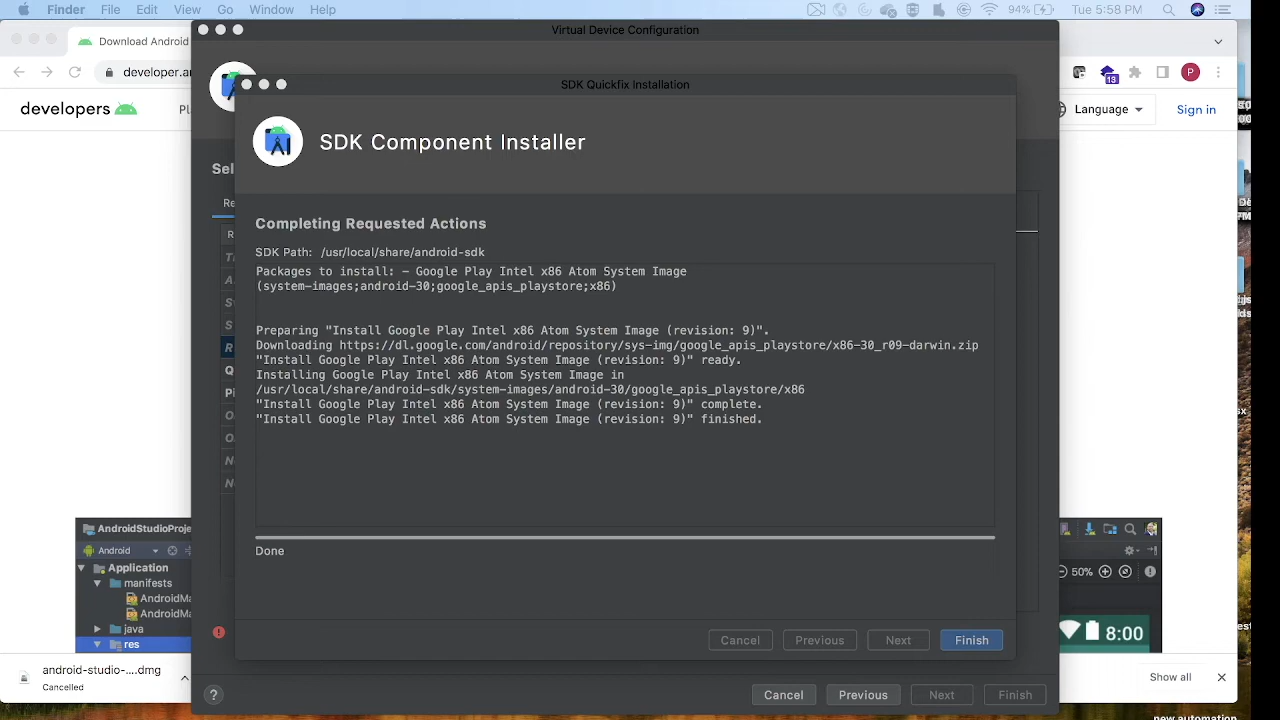 Finder File Edit View Go Window Help
94% Tue 5:58 PM
Virtual Device Configuration
Download Android
developer.an
13
P
SDK Quickfix Installation
developers
Language
Sign in
SDK Component Installer
Completing Requested Actions
SDK Path: /usr/local/share/android-sdk
Packages to install: - Google Play Intel x86 Atom System Image
(system-images;android-30;google_apis_playstore;x86)
Preparing "Install Google Play Intel x86 Atom System Image (revision: 9)".
Downloading https://dl.google.com/android/repository/sys-img/google_apis_playstore/x86-30_r09-darwin.zip
"Install Google Play Intel x86 Atom System Image (revision: 9)" ready.
Installing Google Play Intel x86 Atom System Image in
/usr/local/share/android-sdk/system-images/android-30/google_apis_playstore/x86
"Install Google Play Intel x86 Atom System Image (revision: 9)" complete.
"Install Google Play Intel x86 Atom System Image (revision: 9)" finished.
Done
AndroidStudioProje
Android
Application
manifests
AndroidMa
AndroidMa
java
res
50%
8:00
Cancel Previous Next Finish
android-studio-....dmg
Cancelled
Show all
?
Cancel Previous Next Finish
new automation